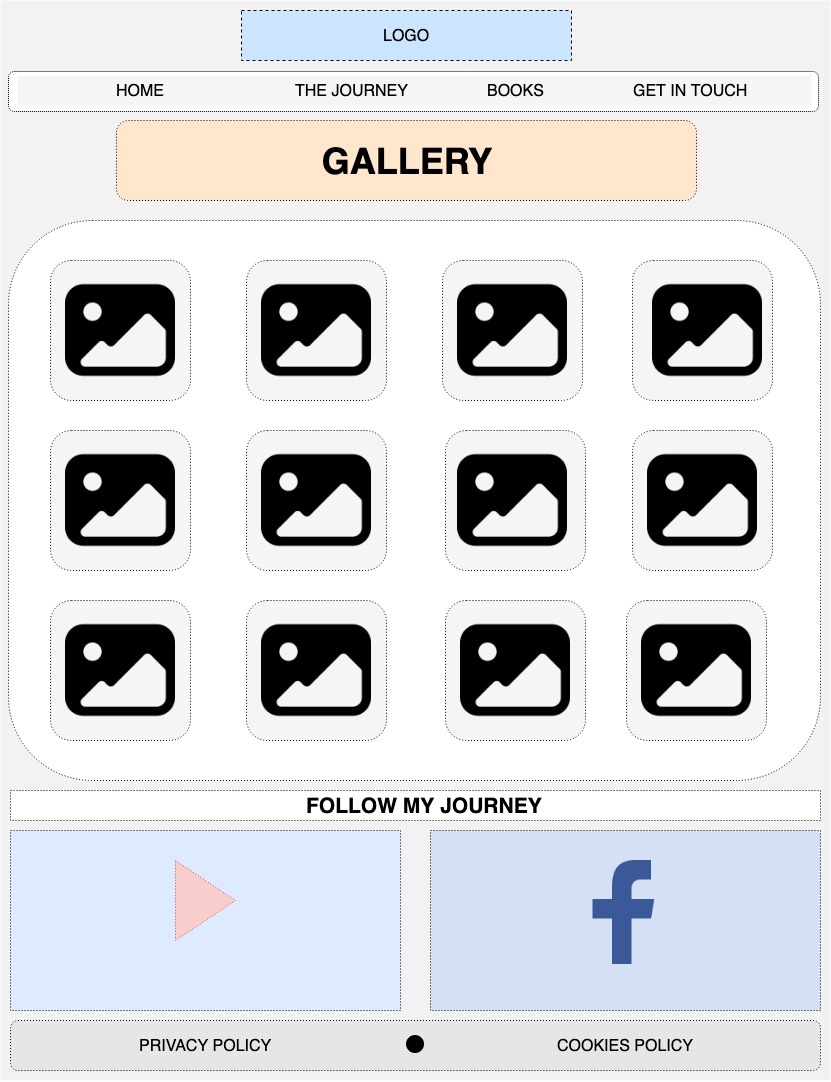 LOGO
HOME THE JOURNEY BOOKS GET IN TOUCH
GALLERY
FOLLOW MY JOURNEY
PRIVACY POLICY COOKIES POLICY